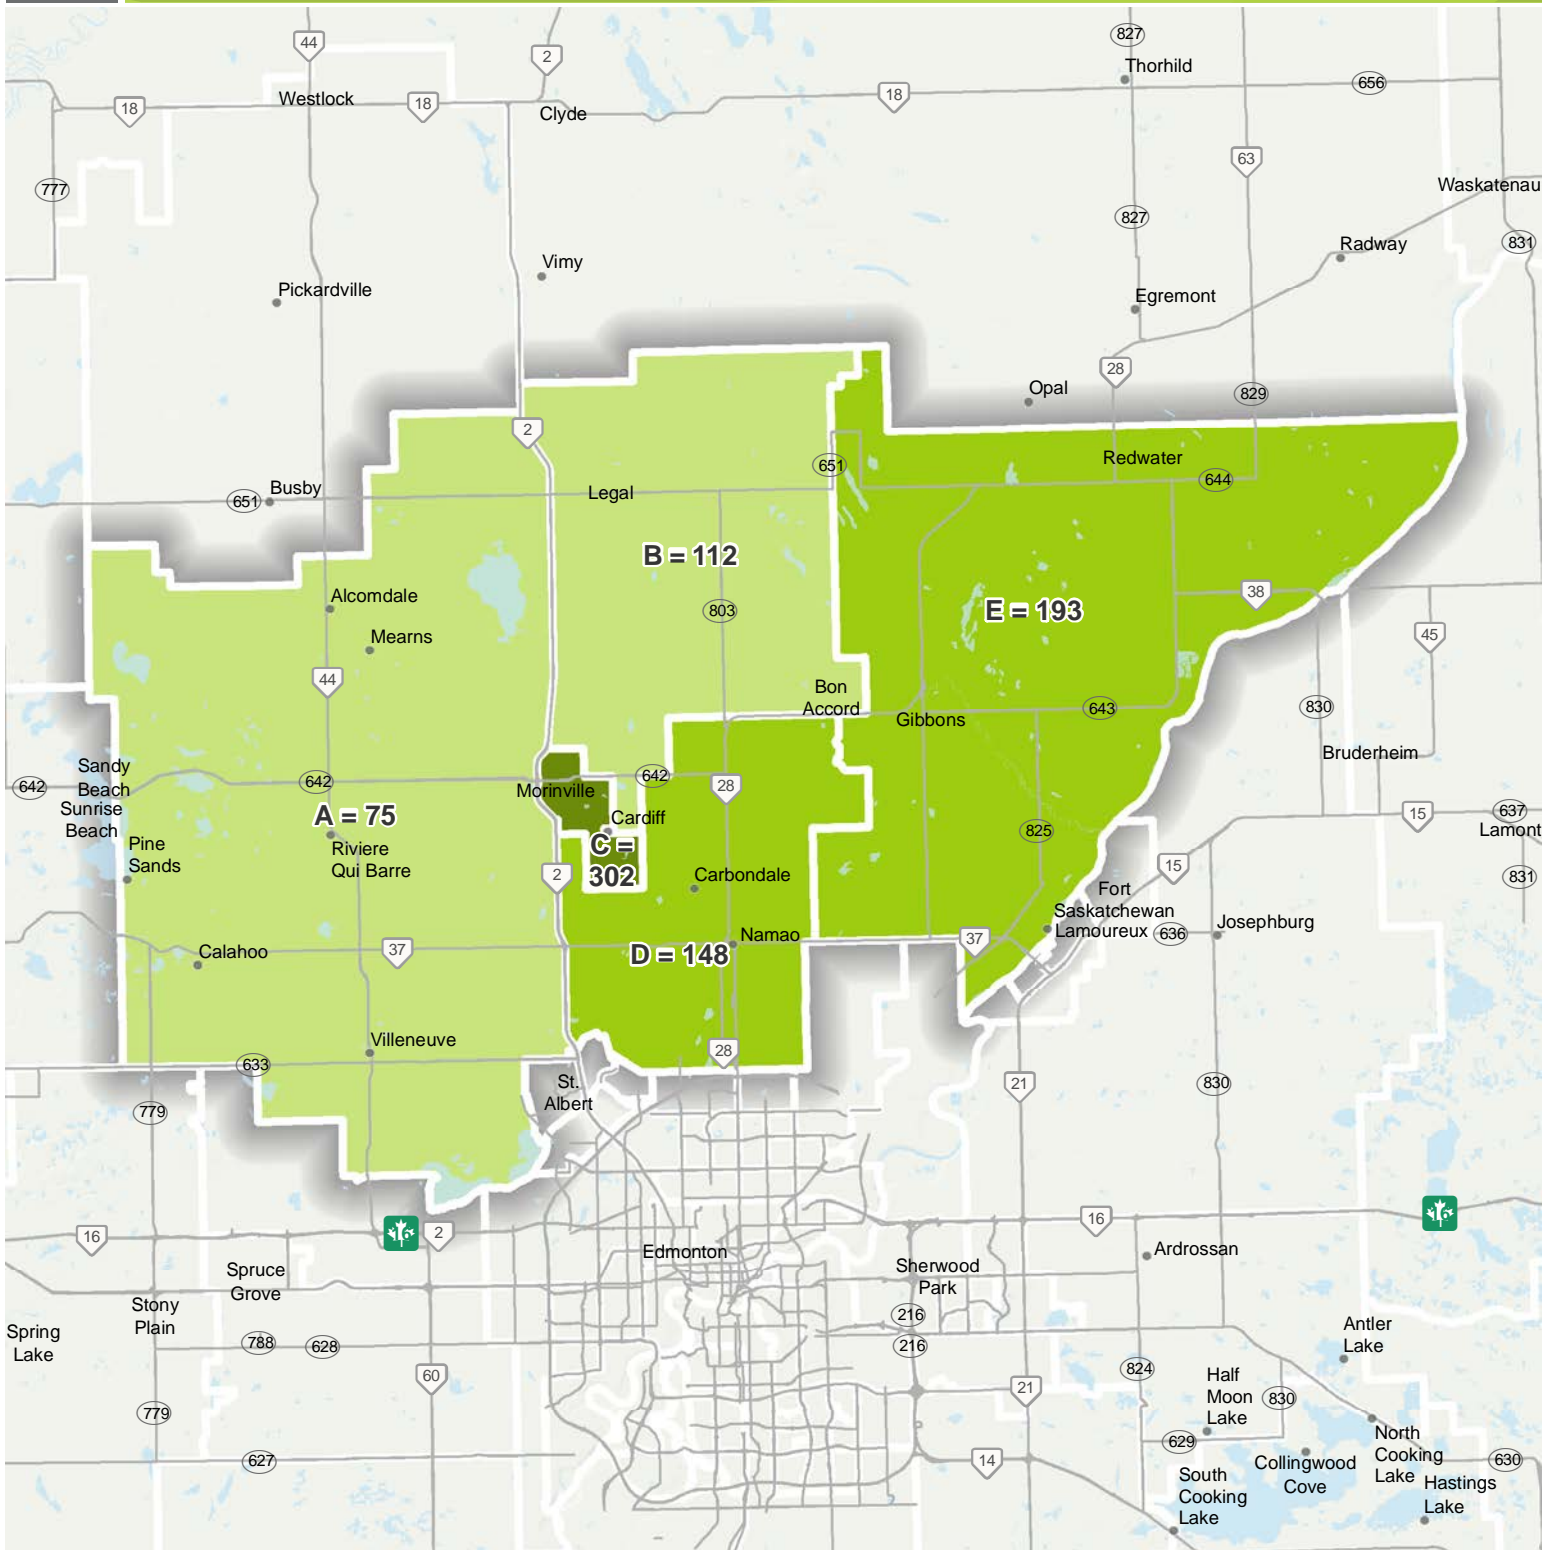 44
2
827
Thorhild
656
18
Westlock
18
Clyde
18
63
777
Waskatenau
827
831
Radway
Vimy
Pickardville
Egremont
28
Opal
829
2
651
Redwater
644
651
Busby
Legal
B = 112
Alcomdale
803
E = 193
38
Mearns
45
44
Bon
Accord
Gibbons
643
830
Bruderheim
Sandy
Beach
642
642
642
28
Morinville
Sunrise
Beach
A = 75
Cardiff
15
637
Lamont
825
Pine
Sands
Riviere
Qui Barre
C =
302
2
Carbondale
15
831
Fort
Saskatchewan
Lamoureux
636
Josephburg
Namao
37
Calahoo
37
D = 148
Villeneuve
633
28
St.
Albert
21
830
779
16
16
2
16
16
Edmonton
Ardrossan
Sherwood
Park
Spruce
Grove
Stony
Plain
216
216
Spring
Lake
788
628
Antler
Lake
60
824
21
Half
Moon
Lake
830
779
627
14
629
North
Cooking
Lake
630
Collingwood
Cove
South
Cooking
Lake
Hastings
Lake